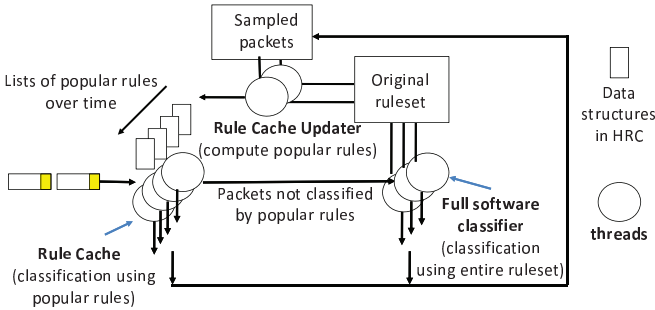 Sampled
packets
Lists of popular rules
over time
Original
ruleset
Rule Cache Updater
(compute popular rules)
Data
structures
in HRC
Packets not classified
by popular rules
Full software
classifier
(classification
using entire ruleset)
threads
Rule Cache
(classification using
popular rules)